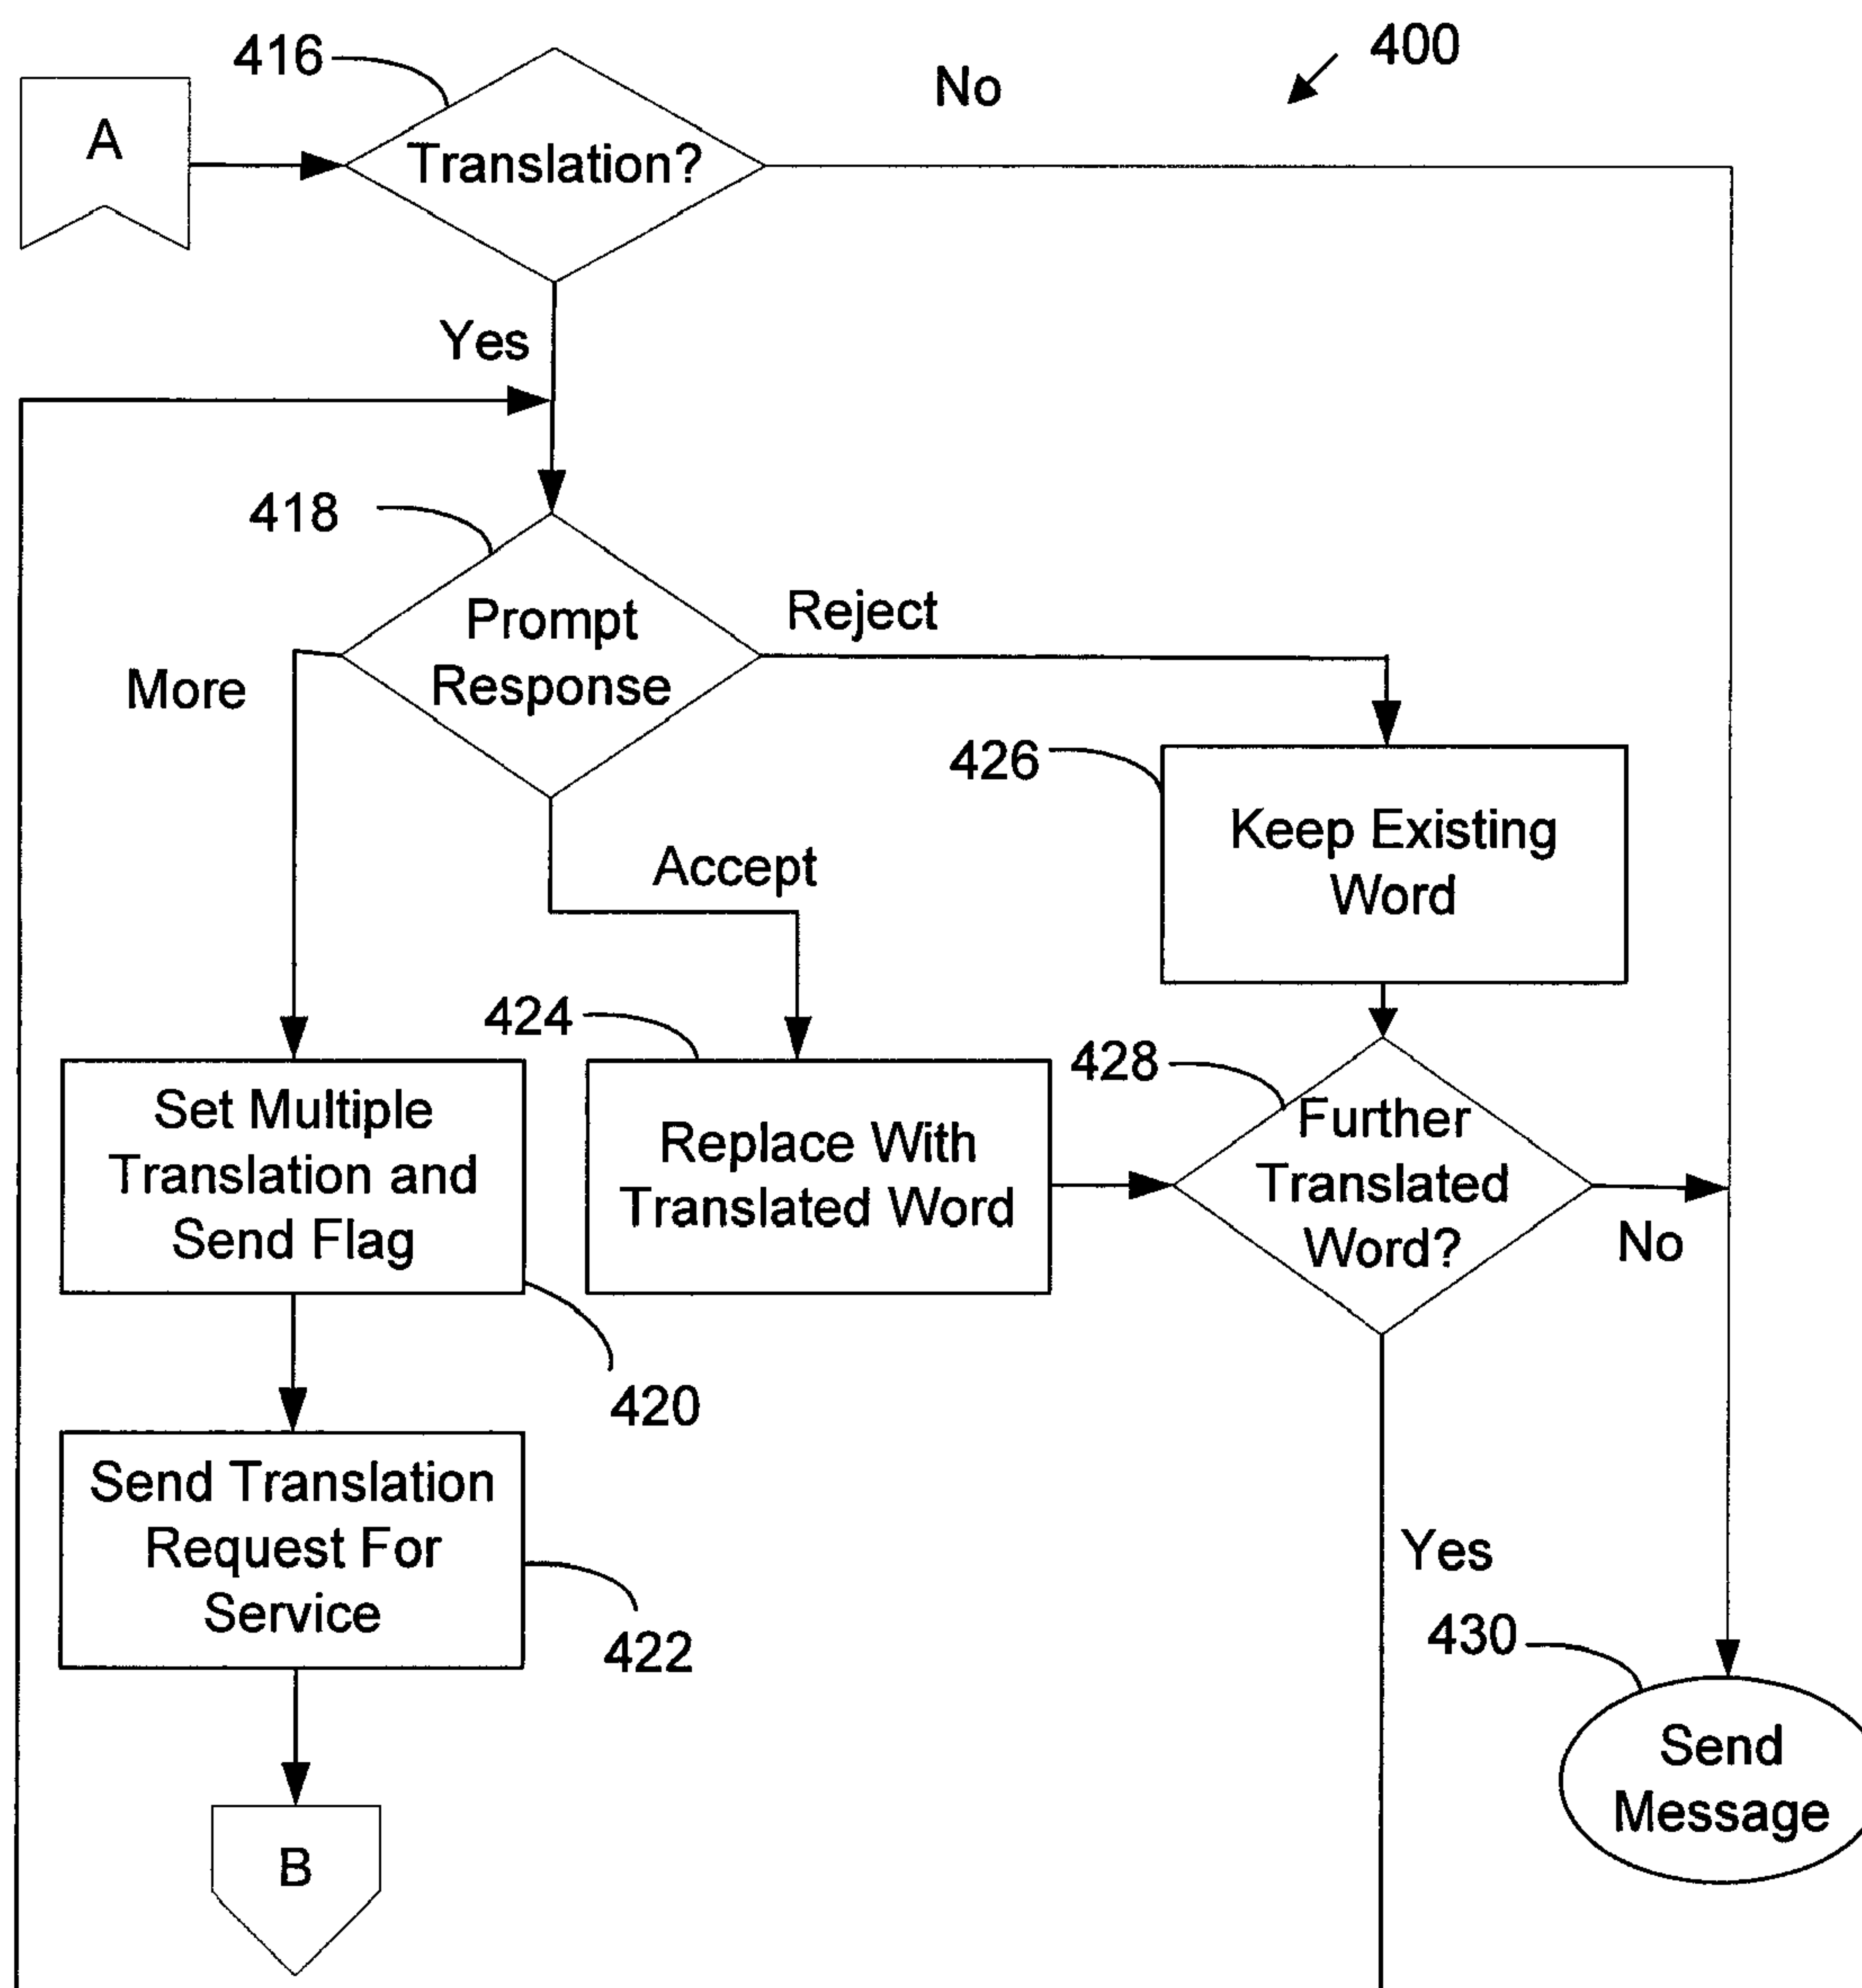 416
No
400
A
Translation?
Yes
418
Prompt
Response
Reject
More
426
Keep Existing
Word
Accept
424
428
Set Multiple
Translation and
Send Flag
Replace With
Translated Word
Further
Translated
Word?
No
420
Send Translation
Request For
Service
422
Yes
430
Send
Message
B